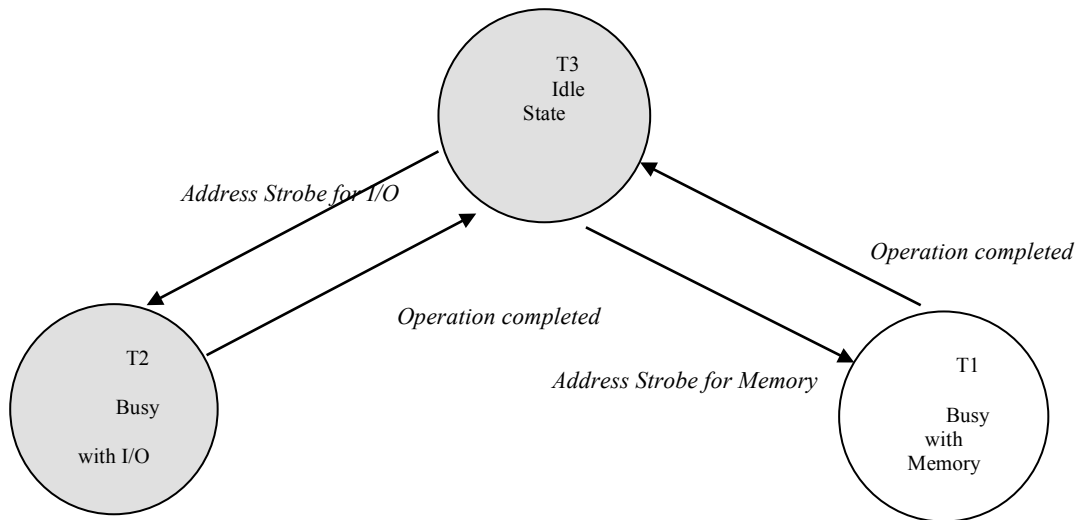 T3
Idle
State
Address Strobe for I/O
Operation completed
Operation completed
Address Strobe for Memory
T2
Busy
with I/O
T1
Busy
with
Memory